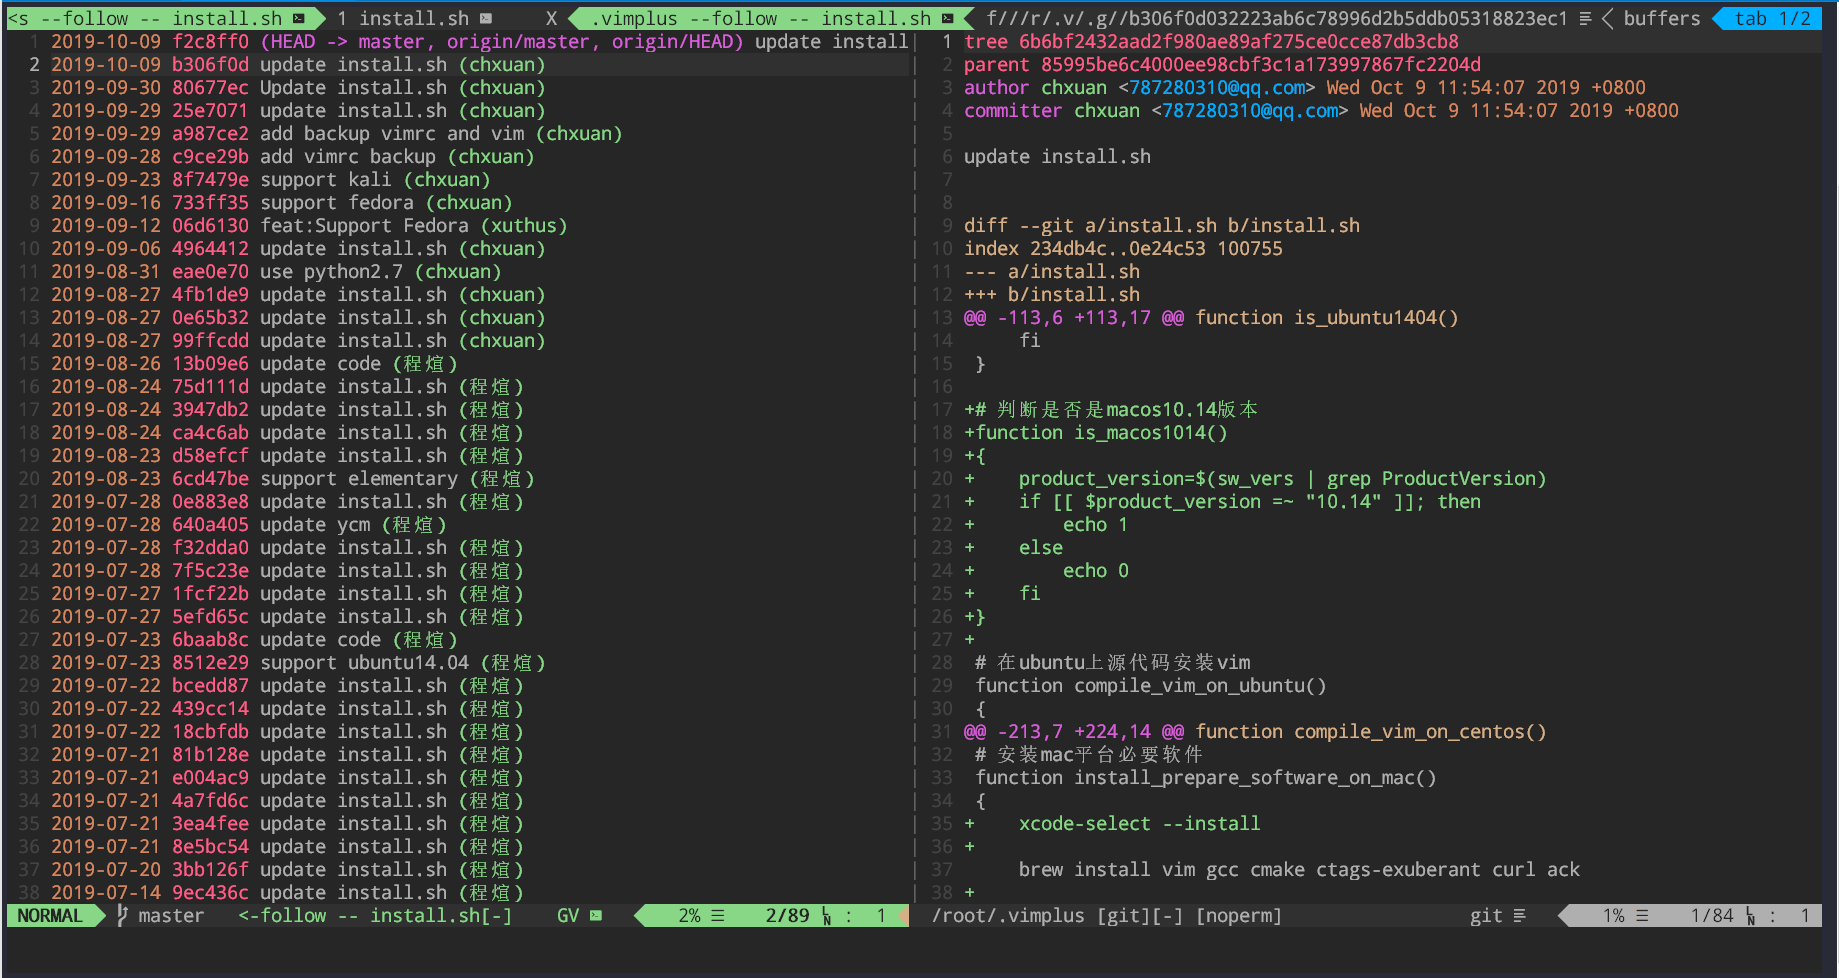 <s --follow -- install.sh  1 install.sh  X  .vimplus --follow -- install.sh  f///r/.v/.g//b306f0d032223ab6c78996d2b5ddb05318823ec1  buffers  tab 1/2
1 2019-10-09 f2c8ff0 (HEAD -> master, origin/master, origin/HEAD) update install
2 2019-10-09 b306f0d update install.sh (chxuan)
3 2019-09-30 80677ec Update install.sh (chxuan)
4 2019-09-29 25e7071 update install.sh (chxuan)
5 2019-09-29 a987ce2 add backup vimrc and vim (chxuan)
6 2019-09-28 c9ce29b add vimrc backup (chxuan)
7 2019-09-23 8f7479e support kali (chxuan)
8 2019-09-16 733ff35 support fedora (chxuan)
9 2019-09-12 06d6130 feat:Support Fedora (xuthus)
10 2019-09-06 4964412 update install.sh (chxuan)
11 2019-08-31 eae0e70 use python2.7 (chxuan)
12 2019-08-27 4fb1de9 update install.sh (chxuan)
13 2019-08-27 0e65b32 update install.sh (chxuan)
14 2019-08-27 99ffcdd update install.sh (chxuan)
15 2019-08-26 13b09e6 update code (程煊)
16 2019-08-24 75d111d update install.sh (程煊)
17 2019-08-24 3947db2 update install.sh (程煊)
18 2019-08-24 ca4c6ab update install.sh (程煊)
19 2019-08-23 d58efcf update install.sh (程煊)
20 2019-08-23 6cd47be support elementary (程煊)
21 2019-07-28 0e883e8 update install.sh (程煊)
22 2019-07-28 640a405 update ycm (程煊)
23 2019-07-28 f32dda0 update install.sh (程煊)
24 2019-07-28 7f5c23e update install.sh (程煊)
25 2019-07-27 1fcf22b update install.sh (程煊)
26 2019-07-27 5efd65c update install.sh (程煊)
27 2019-07-23 6baab8c update code (程煊)
28 2019-07-23 8512e29 support ubuntu14.04 (程煊)
29 2019-07-22 bcedd87 update install.sh (程煊)
30 2019-07-22 439cc14 update install.sh (程煊)
31 2019-07-22 18cbfdb update install.sh (程煊)
32 2019-07-21 81b128e update install.sh (程煊)
33 2019-07-21 e004ac9 update install.sh (程煊)
34 2019-07-21 4a7fd6c update install.sh (程煊)
35 2019-07-21 3ea4fee update install.sh (程煊)
36 2019-07-21 8e5bc54 update install.sh (程煊)
37 2019-07-20 3bb126f update install.sh (程煊)
38 2019-07-14 9ec436c update install.sh (程煊)
NORMAL  master  <-follow -- install.sh[-]  GV  2% ☰  2/89 LN : 1
1 tree 6b6bf2432aad2f980ae89af275ce0cce87db3cb8
2 parent 85995be6c4000ee98cbf3c1a173997867fc2204d
3 author chxuan <787280310@qq.com> Wed Oct 9 11:54:07 2019 +0800
4 committer chxuan <787280310@qq.com> Wed Oct 9 11:54:07 2019 +0800
5
6 update install.sh
7
8
9 diff --git a/install.sh b/install.sh
10 index 234db4c..0e24c53 100755
11 --- a/install.sh
12 +++ b/install.sh
13 @@ -113,6 +113,17 @@ function is_ubuntu1404()
14      fi
15  }
16
17 +# 判断是否是macos10.14版本
18 +function is_macos1014()
19 +{
20 +    product_version=$(sw_vers | grep ProductVersion)
21 +    if [[ $product_version =~ "10.14" ]]; then
22 +        echo 1
23 +    else
24 +        echo 0
25 +    fi
26 +}
27 +
28  # 在ubuntu上源代码安装vim
29  function compile_vim_on_ubuntu()
30  {
31 @@ -213,7 +224,14 @@ function compile_vim_on_centos()
32  # 安装mac平台必要软件
33  function install_prepare_software_on_mac()
34  {
35 +    xcode-select --install
36 +
37      brew install vim gcc cmake ctags-exuberant curl ack
38 +
/root/.vimplus [git][-] [noperm]  git  1% ☰  1/84 LN : 1